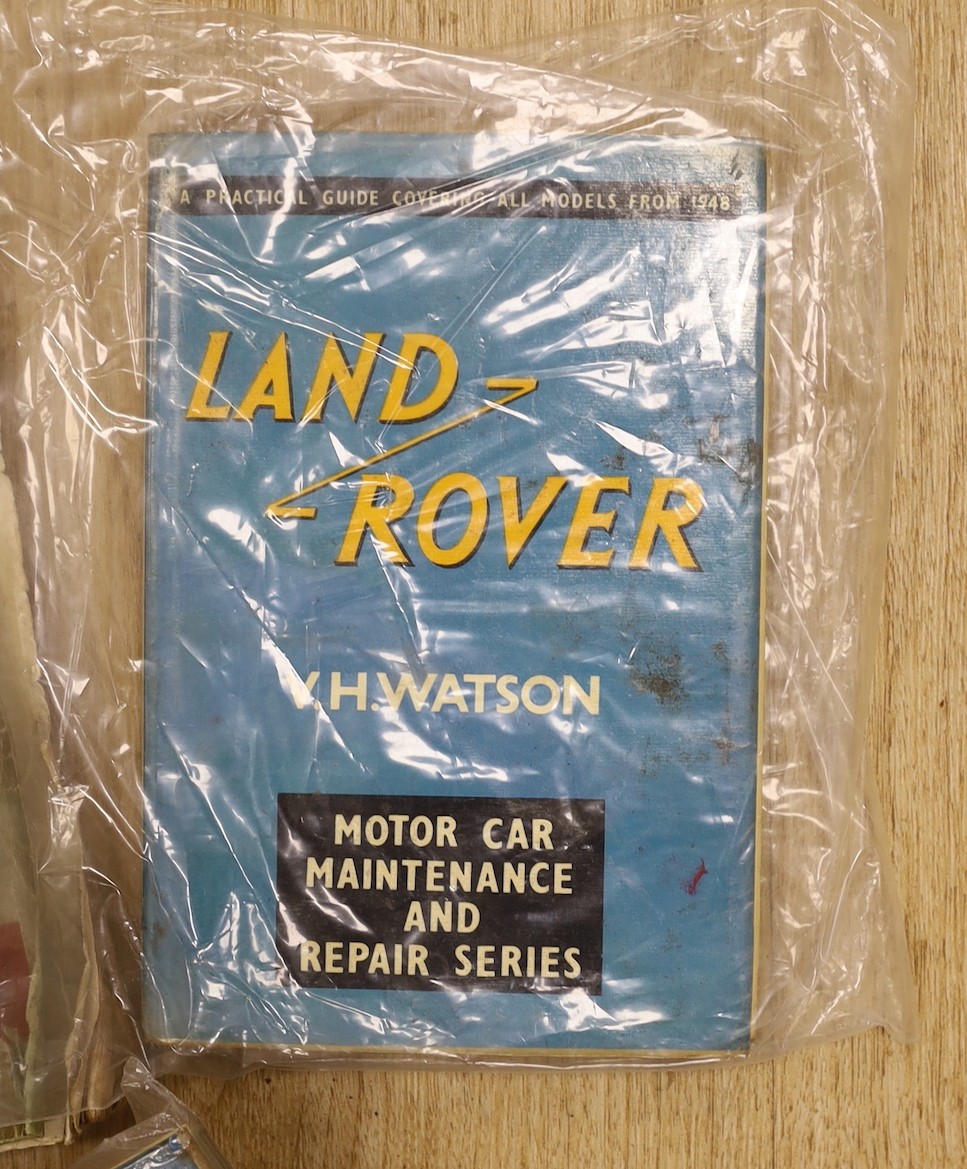 A PRACTICAL GUIDE COVERING ALL MODELS FROM 1948
LAND
ROVER
V.H.WATSON
MOTOR CAR
MAINTENANCE
AND
REPAIR SERIES